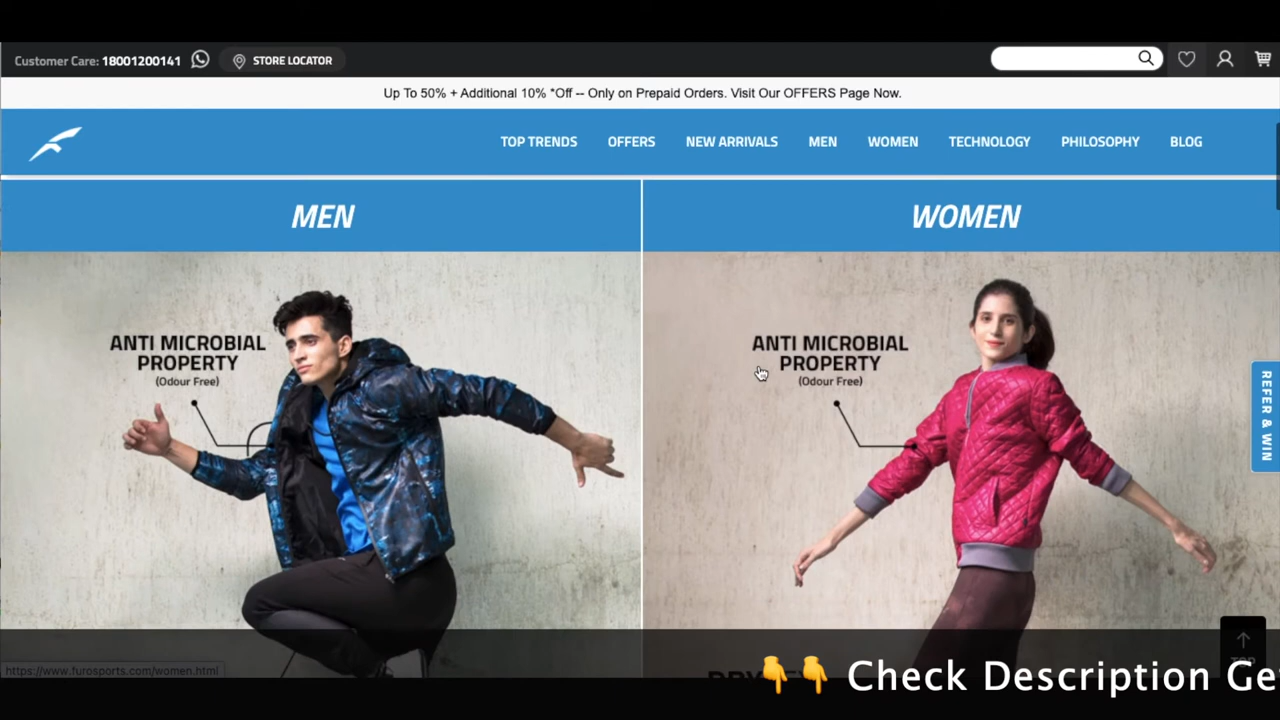 Customer Care: 18001200141
STORE LOCATOR
Up To 50% + Additional 10% *Off -- Only on Prepaid Orders. Visit Our OFFERS Page Now.
TOP TRENDS
OFFERS
NEW ARRIVALS
MEN
WOMEN
TECHNOLOGY
PHILOSOPHY
BLOG
MEN
WOMEN
ANTI MICROBIAL
PROPERTY
(Odour Free)
ANTI MICROBIAL
PROPERTY
(Odour Free)
REFER & WIN
https://www.furosports.com/women.html
TOP
👇👇 Check Description Ge